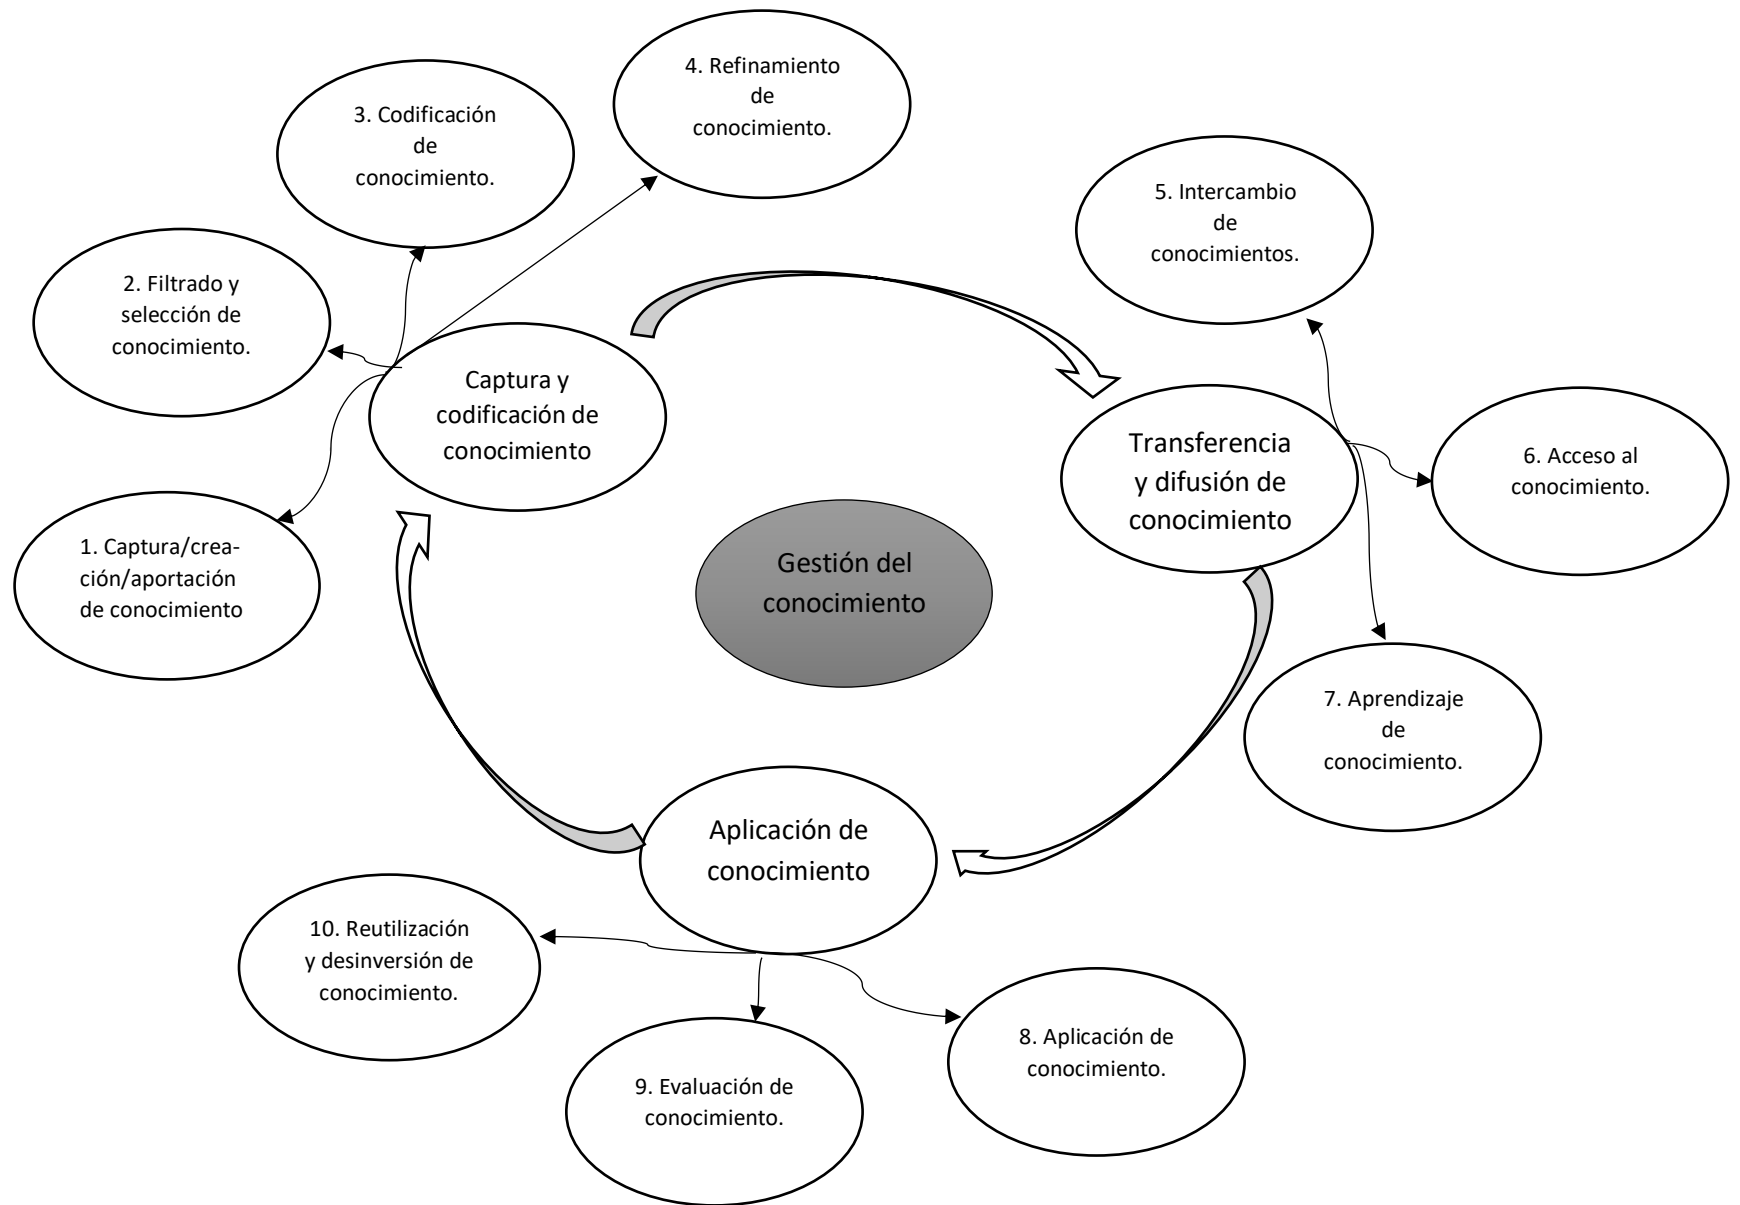 4. Refinamiento
de
conocimiento.
3. Codificación
de
conocimiento.
5. Intercambio
de
conocimientos.
2. Filtrado y
selección de
conocimiento.
Captura y
codificación de
conocimiento
Transferencia
y difusión de
conocimiento
6. Acceso al
conocimiento.
1. Captura/crea-
ción/aportación
de conocimiento
Gestión del
conocimiento
7. Aprendizaje
de
conocimiento.
Aplicación de
conocimiento
10. Reutilización
y desinversión de
conocimiento.
8. Aplicación de
conocimiento.
9. Evaluación de
conocimiento.